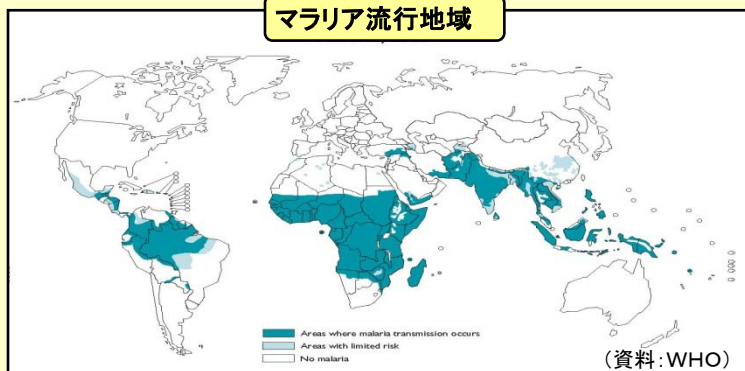 マラリア流行地域
Areas where malaria transmission occurs
Areas with limited risk
No malaria
(資料:WHO)